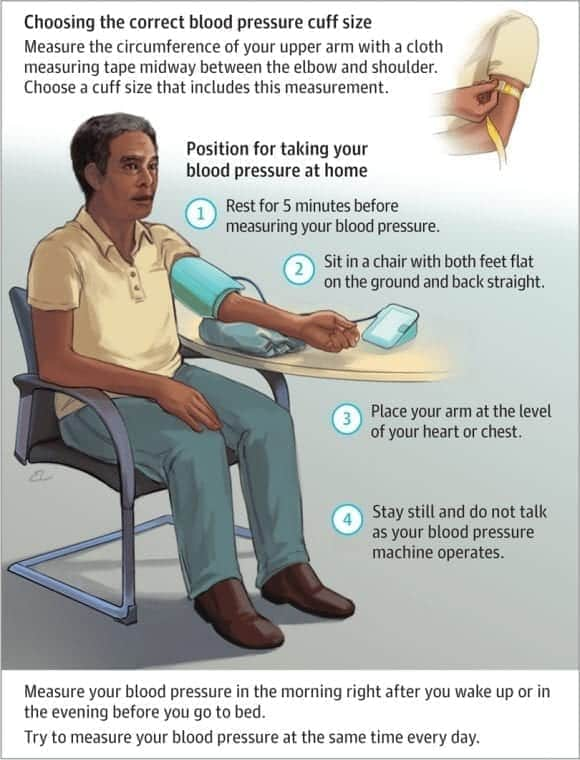 Choosing the correct blood pressure cuff size
Measure the circumference of your upper arm with a cloth
measuring tape midway between the elbow and shoulder.
Choose a cuff size that includes this measurement.
Position for taking your
blood pressure at home
1 Rest for 5 minutes before
measuring your blood pressure.
2 Sit in a chair with both feet flat
on the ground and back straight.
3 Place your arm at the level
of your heart or chest.
4 Stay still and do not talk
as your blood pressure
machine operates.
Measure your blood pressure in the morning right after you wake up or in
the evening before you go to bed.
Try to measure your blood pressure at the same time every day.